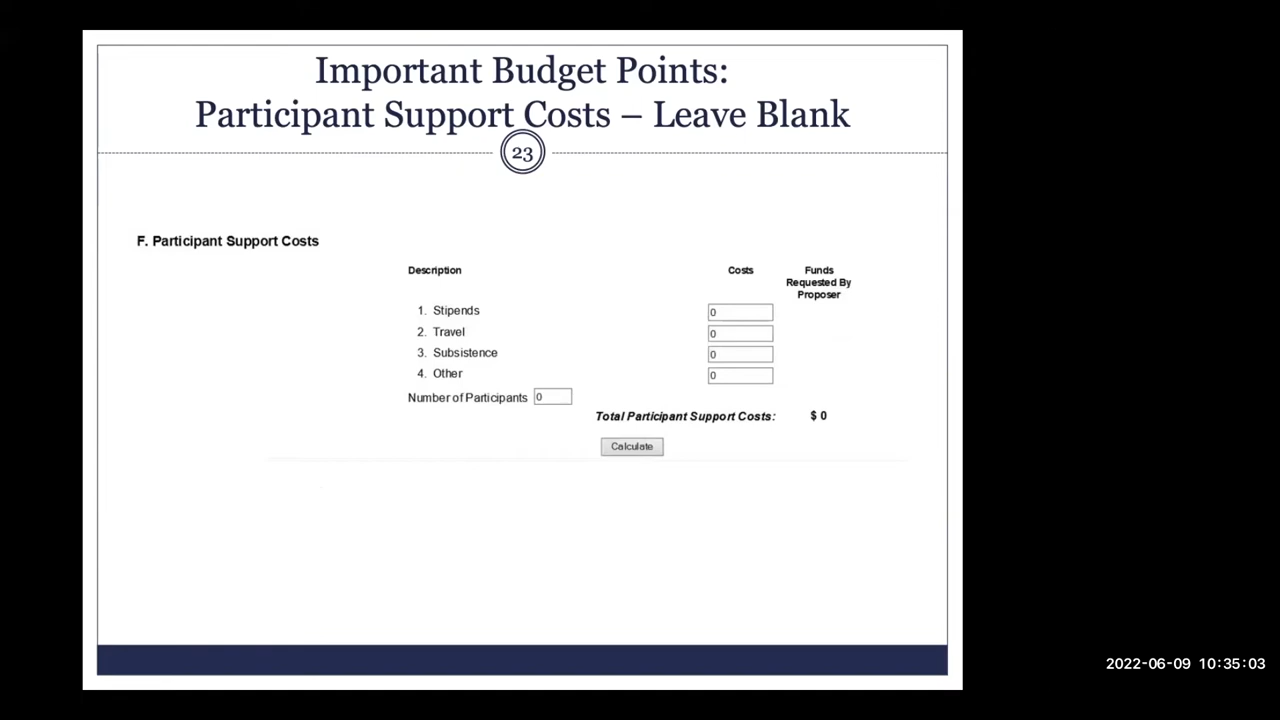 Important Budget Points:
Participant Support Costs – Leave Blank
23
F. Participant Support Costs
Description Costs Funds
Requested By
Proposer
1. Stipends 0
2. Travel 0
3. Subsistence 0
4. Other 0
Number of Participants 0
Total Participant Support Costs: $ 0
Calculate
2022-06-09 10:35:03